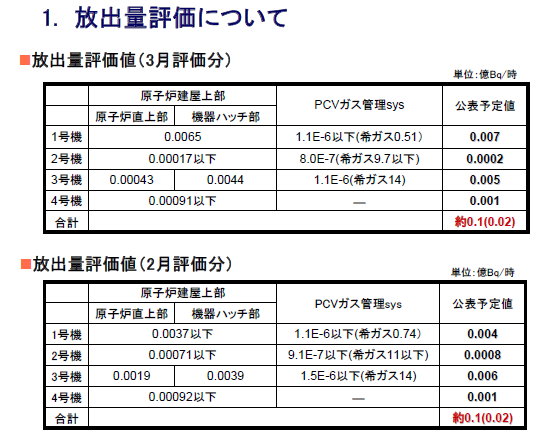 1. 放出量評価について
■放出量評価値(3月評価分)
単位:億Bq/時
原子炉建屋上部 PCVガス管理sys 公表予定値
原子炉直上部 機器ハッチ部
1号機 0.0065 1.1E-6以下(希ガス0.51) 0.007
2号機 0.00017以下 8.0E-7(希ガス9.7以下) 0.0002
3号機 0.00043 0.0044 1.1E-6(希ガス14) 0.005
4号機 0.00091以下 — 0.001
合計 約0.1(0.02)
■放出量評価値(2月評価分)
単位:億Bq/時
原子炉建屋上部 PCVガス管理sys 公表予定値
原子炉直上部 機器ハッチ部
1号機 0.0037以下 1.1E-6以下(希ガス0.74) 0.004
2号機 0.00071以下 9.1E-7以下(希ガス11以下) 0.0008
3号機 0.0019 0.0039 1.5E-6以下(希ガス14) 0.006
4号機 0.00092以下 — 0.001
合計 約0.1(0.02)